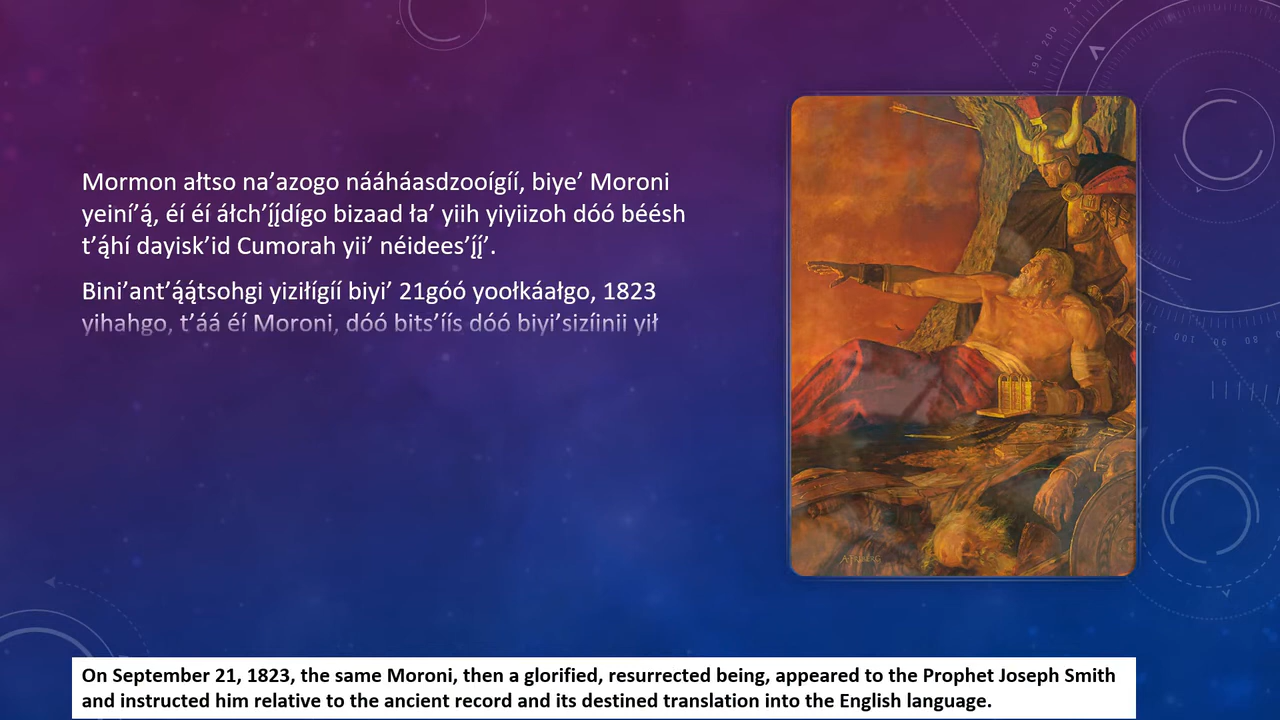 Mormon ałtso na’azogo nááháasdzooígíí, biye’ Moroni
yeiní’ą́, éí éí áłch’į́į́dígo bizaad ła’ yiih yiyiizoh dóó béésh
t’ą́hí dayisk’id Cumorah yii’ néidees’į́į́’.
Bini’ant’ą́ą́tsohgi yiziłígíí biyi’ 21góó yoołkáałgo, 1823
yihahgo, t’áá éí Moroni, dóó bits’íís dóó biyi’sizíinii yił
On September 21, 1823, the same Moroni, then a glorified, resurrected being, appeared to the Prophet Joseph Smith
and instructed him relative to the ancient record and its destined translation into the English language.